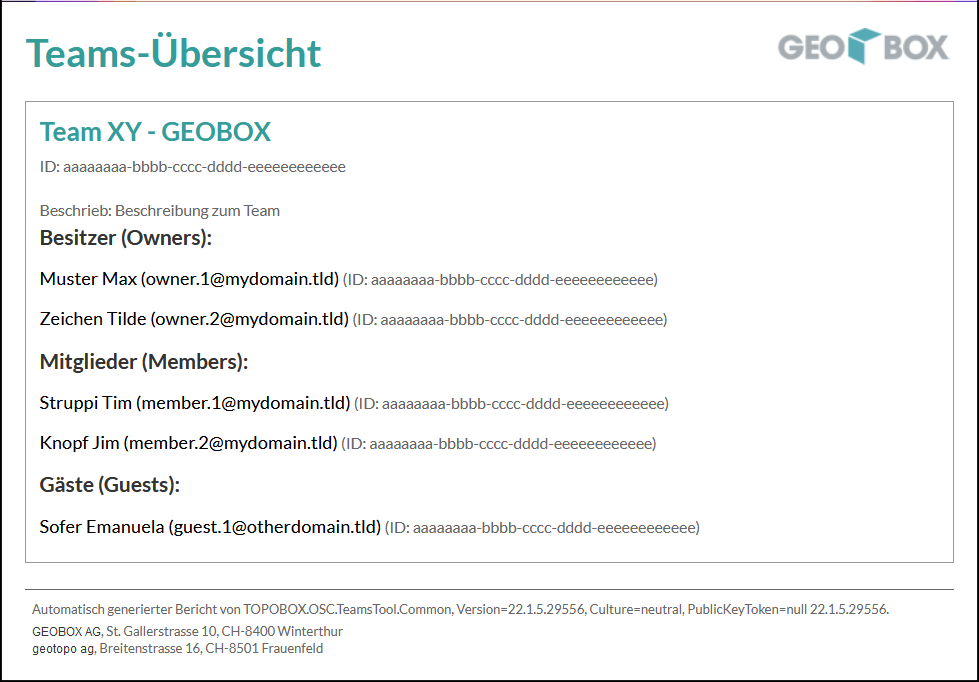 Teams-Übersicht
GEO BOX
Team XY - GEOBOX
ID: aaaaaaaa-bbbb-cccc-dddd-eeeeeeeeeeee
Beschrieb: Beschreibung zum Team
Besitzer (Owners):
Muster Max (owner.1@mydomain.tld) (ID: aaaaaaaa-bbbb-cccc-dddd-eeeeeeeeeeee)
Zeichen Tilde (owner.2@mydomain.tld) (ID: aaaaaaaa-bbbb-cccc-dddd-eeeeeeeeeeee)
Mitglieder (Members):
Struppi Tim (member.1@mydomain.tld) (ID: aaaaaaaa-bbbb-cccc-dddd-eeeeeeeeeeee)
Knopf Jim (member.2@mydomain.tld) (ID: aaaaaaaa-bbbb-cccc-dddd-eeeeeeeeeeee)
Gäste (Guests):
Sofer Emanuela (guest.1@otherdomain.tld) (ID: aaaaaaaa-bbbb-cccc-dddd-eeeeeeeeeeee)
Automatisch generierter Bericht von TOPOBOX.OSC.TeamsTool.Common, Version=22.1.5.29556, Culture=neutral, PublicKeyToken=null 22.1.5.29556.
GEOBOX AG, St. Gallerstrasse 10, CH-8400 Winterthur
geotopo ag, Breitenstrasse 16, CH-8501 Frauenfeld